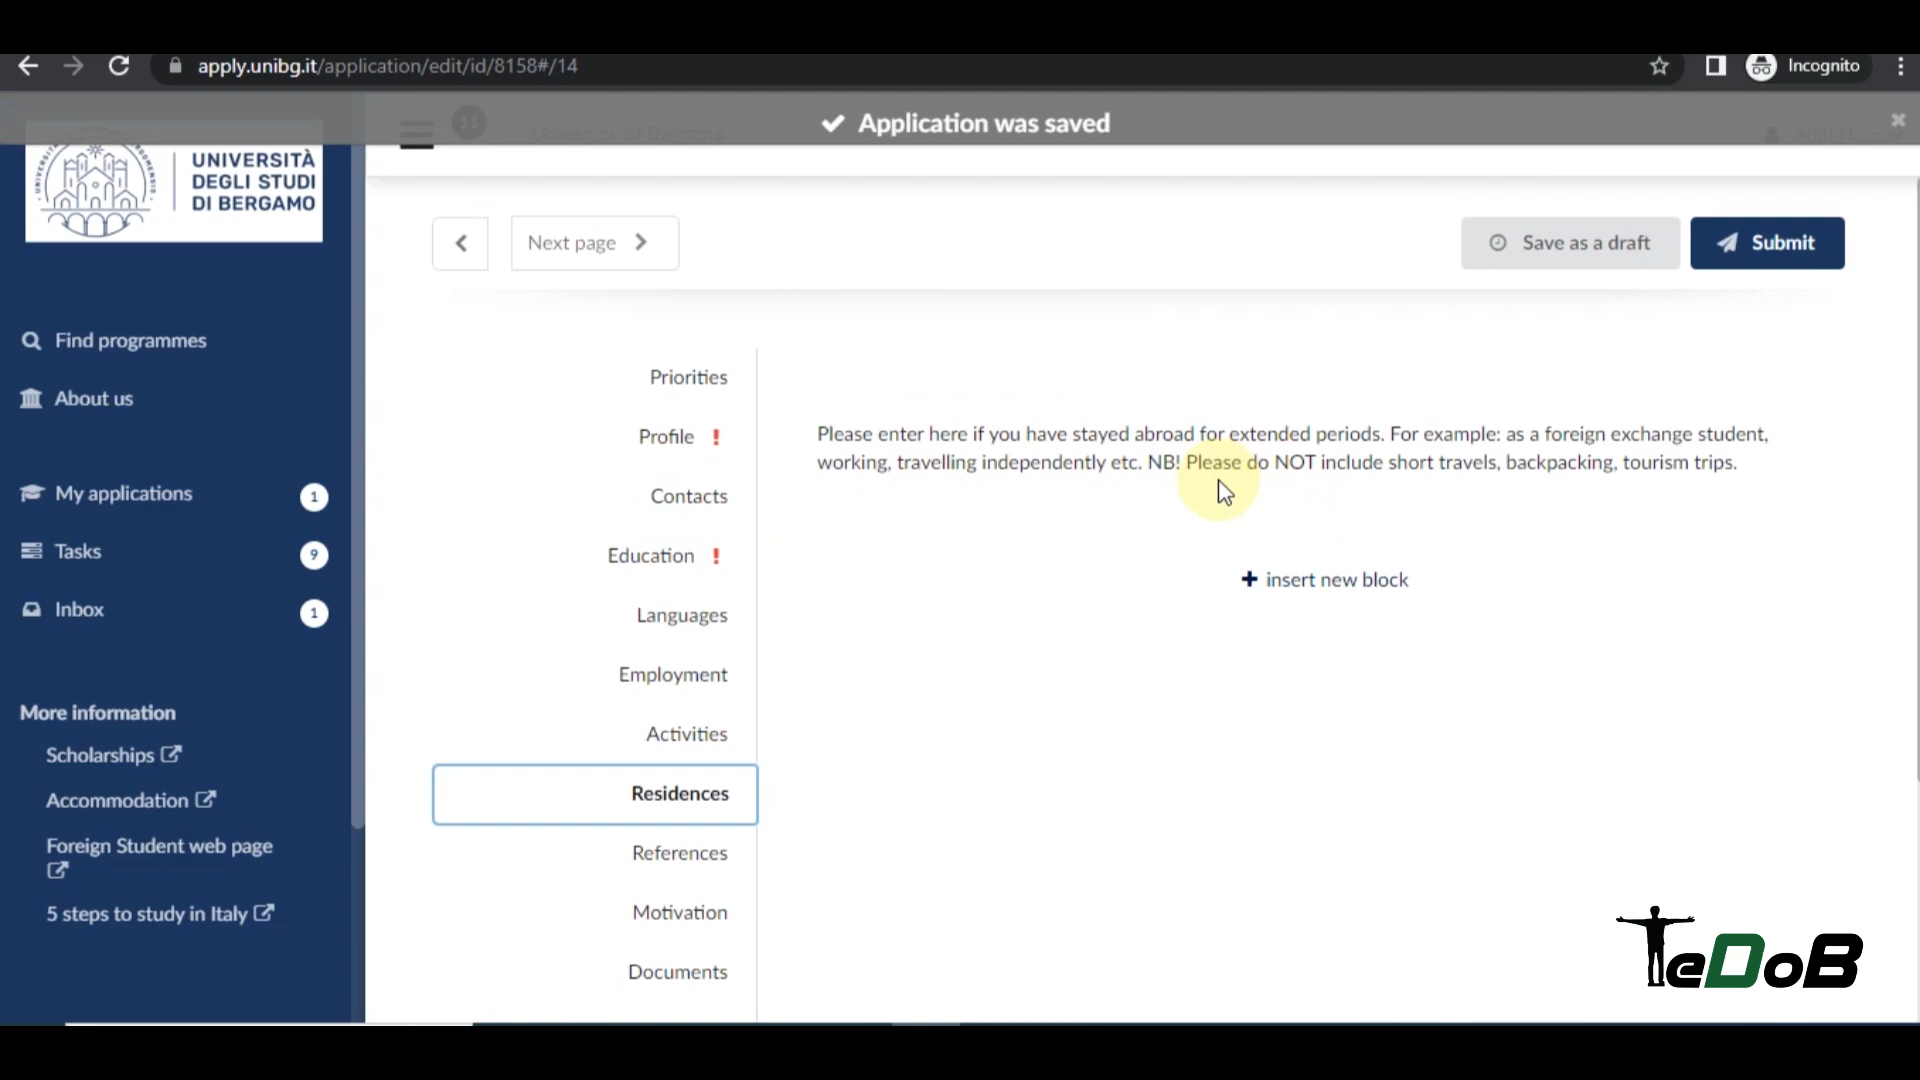 apply.unibg.it/application/edit/id/8158#/14
Incognito
Application was saved
11
University of Bergamo
UNIVERSITÀ
DEGLI STUDI
DI BERGAMO
Next page
Save as a draft
Submit
Find programmes
About us
My applications 1
Tasks 9
Inbox 1
More information
Scholarships
Accommodation
Foreign Student web page
5 steps to study in Italy
Priorities
Profile !
Contacts
Education !
Languages
Employment
Activities
Residences
References
Motivation
Documents
Please enter here if you have stayed abroad for extended periods. For example: as a foreign exchange student,
working, travelling independently etc. NB! Please do NOT include short travels, backpacking, tourism trips.
+ insert new block
TeDoB